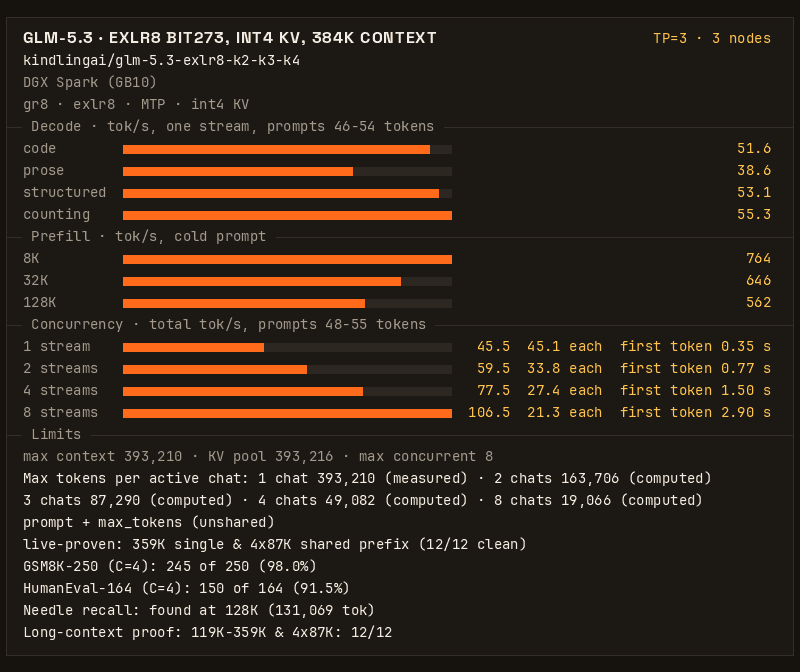 GLM-5.3 · EXLR8 BIT273, INT4 KV, 384K CONTEXT TP=3 · 3 nodes
kindlingai/glm-5.3-exlr8-k2-k3-k4
DGX Spark (GB10)
gr8 · exlr8 · MTP · int4 KV
Decode · tok/s, one stream, prompts 46-54 tokens
code 51.6
prose 38.6
structured 53.1
counting 55.3
Prefill · tok/s, cold prompt
8K 764
32K 646
128K 562
Concurrency · total tok/s, prompts 48-55 tokens
1 stream 45.5 45.1 each first token 0.35 s
2 streams 59.5 33.8 each first token 0.77 s
4 streams 77.5 27.4 each first token 1.50 s
8 streams 106.5 21.3 each first token 2.90 s
Limits
max context 393,210 · KV pool 393,216 · max concurrent 8
Max tokens per active chat: 1 chat 393,210 (measured) · 2 chats 163,706 (computed)
3 chats 87,290 (computed) · 4 chats 49,082 (computed) · 8 chats 19,066 (computed)
prompt + max_tokens (unshared)
live-proven: 359K single & 4x87K shared prefix (12/12 clean)
GSM8K-250 (C=4): 245 of 250 (98.0%)
HumanEval-164 (C=4): 150 of 164 (91.5%)
Needle recall: found at 128K (131,069 tok)
Long-context proof: 119K-359K & 4x87K: 12/12